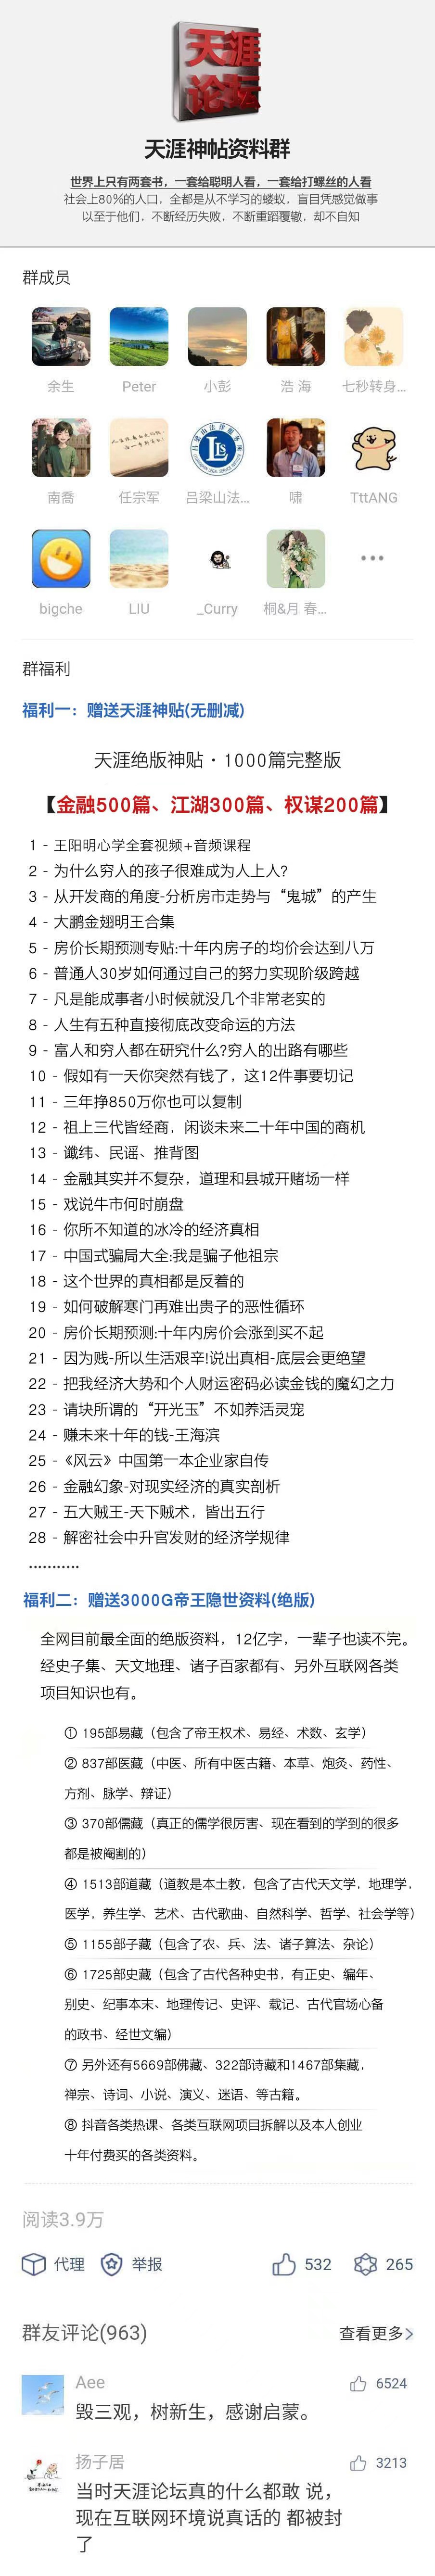 天涯
论坛
天涯神帖资料群
世界上只有两套书，一套给聪明人看，一套给打螺丝的人看
社会上80%的人口，全都是从不学习的蝼蚁，盲目凭感觉做事
以至于他们，不断经历失败，不断重蹈覆辙，却不自知
群成员
余生
Peter
小彭
浩 海
七秒转身...
南喬
任宗军
吕梁山法...
啸
TttANG
bigche
LIU
_Curry
桐&月 春...
群福利
福利一：赠送天涯神贴(无删减)
天涯绝版神贴·1000篇完整版
【金融500篇、江湖300篇、权谋200篇】
1 - 王阳明心学全套视频+音频课程
2 - 为什么穷人的孩子很难成为人上人?
3 - 从开发商的角度-分析房市走势与“鬼城”的产生
4 - 大鹏金翅明王合集
5 - 房价长期预测专贴:十年内房子的均价会达到八万
6 - 普通人30岁如何通过自己的努力实现阶级跨越
7 - 凡是能成事者小时候就没几个非常老实的
8 - 人生有五种直接彻底改变命运的方法
9 - 富人和穷人都在研究什么?穷人的出路有哪些
10 - 假如有一天你突然有钱了，这12件事要切记
11 - 三年挣850万你也可以复制
12 - 祖上三代皆经商，闲谈未来二十年中国的商机
13 - 谶纬、民谣、推背图
14 - 金融其实并不复杂，道理和县城开赌场一样
15 - 戏说牛市何时崩盘
16 - 你所不知道的冰冷的经济真相
17 - 中国式骗局大全:我是骗子他祖宗
18 - 这个世界的真相都是反着的
19 - 如何破解寒门再难出贵子的恶性循环
20 - 房价长期预测:十年内房价会涨到买不起
21 - 因为贱-所以生活艰辛!说出真相-底层会更绝望
22 - 把我经济大势和个人财运密码必读金钱的魔幻之力
23 - 请块所谓的“开光玉”不如养活灵宠
24 - 赚未来十年的钱-王海滨
25 -《风云》中国第一本企业家自传
26 - 金融幻象-对现实经济的真实剖析
27 - 五大贼王-天下贼术，皆出五行
28 - 解密社会中升官发财的经济学规律
...........
福利二：赠送3000G帝王隐世资料(绝版)
全网目前最全面的绝版资料，12亿字，一辈子也读不完。
经史子集、天文地理、诸子百家都有、另外互联网各类
项目知识也有。
① 195部易藏（包含了帝王权术、易经、术数、玄学）
② 837部医藏（中医、所有中医古籍、本草、炮灸、药性、
方剂、脉学、辩证）
③ 370部儒藏（真正的儒学很厉害、现在看到的学到的很多
都是被阉割的）
④ 1513部道藏（道教是本土教，包含了古代天文学，地理学，
医学，养生学、艺术、古代歌曲、自然科学、哲学、社会学等）
⑤ 1155部子藏（包含了农、兵、法、诸子算法、杂论）
⑥ 1725部史藏（包含了古代各种史书，有正史、编年、
别史、纪事本末、地理传记、史评、载记、古代官场心备
的政书、经世文编）
⑦ 另外还有5669部佛藏、322部诗藏和1467部集藏，
禅宗、诗词、小说、演义、迷语、等古籍。
⑧ 抖音各类热课、各类互联网项目拆解以及本人创业
十年付费买的各类资料。
阅读3.9万
代理 举报 532 265
群友评论(963) 查看更多>
Aee 6524
毁三观，树新生，感谢启蒙。
扬子居 3213
当时天涯论坛真的什么都敢 说，
现在互联网环境说真话的 都被封
了